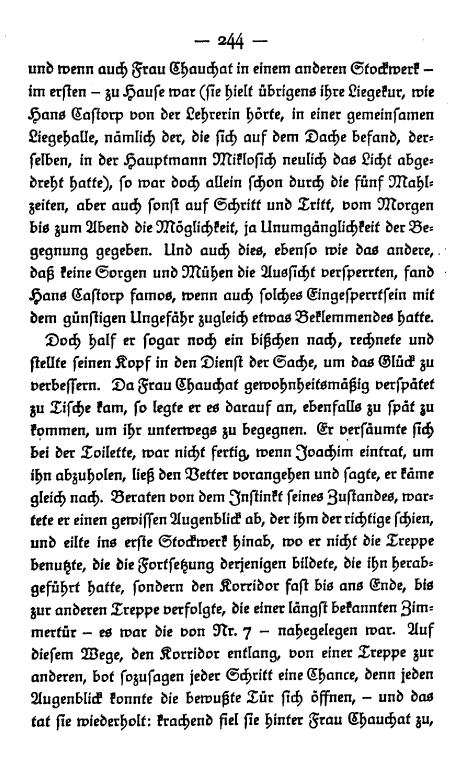 — 244 —
und wenn auch Frau Chauchat in einem anderen Stockwerk –
im ersten – zu Hause war (sie hielt übrigens ihre Liegekur, wie
Hans Castorp von der Lehrerin hörte, in einer gemeinsamen
Liegehalle, nämlich der, die sich auf dem Dache befand, der-
selben, in der Hauptmann Miklosich neulich das Licht abge-
dreht hatte), so war doch allein schon durch die fünf Mahl-
zeiten, aber auch sonst auf Schritt und Tritt, vom Morgen
bis zum Abend die Möglichkeit, ja Unumgänglichkeit der Be-
gegnung gegeben. Und auch dies, ebenso wie das andere,
daß keine Sorgen und Mühen die Aussicht versperrten, fand
Hans Castorp famos, wenn auch solches Eingesperrtsein mit
dem günstigen Ungefähr zugleich etwas Beklemmendes hatte.
Doch half er sogar noch ein bißchen nach, rechnete und
stellte seinen Kopf in den Dienst der Sache, um das Glück zu
verbessern. Da Frau Chauchat gewohnheitsmäßig verspätet
zu Tische kam, so legte er es darauf an, ebenfalls zu spät zu
kommen, um ihr unterwegs zu begegnen. Er versäumte sich
bei der Toilette, war nicht fertig, wenn Joachim eintrat, um
ihn abzuholen, ließ den Vetter vorangehen und sagte, er käme
gleich nach. Beraten von dem Instinkt seines Zustandes, war-
tete er einen gewissen Augenblick ab, der ihm der richtige schien,
und eilte ins erste Stockwerk hinab, wo er nicht die Treppe
benutzte, die die Fortsetzung derjenigen bildete, die ihn herab-
geführt hatte, sondern den Korridor fast bis ans Ende, bis
zur anderen Treppe verfolgte, die einer längst bekannten Zim-
mertür – es war die von Nr. 7 – nahegelegen war. Auf
diesem Wege, den Korridor entlang, von einer Treppe zur
anderen, bot sozusagen jeder Schritt eine Chance, denn jeden
Augenblick konnte die bewußte Tür sich öffnen, – und das
tat sie wiederholt: krachend fiel sie hinter Frau Chauchat zu,